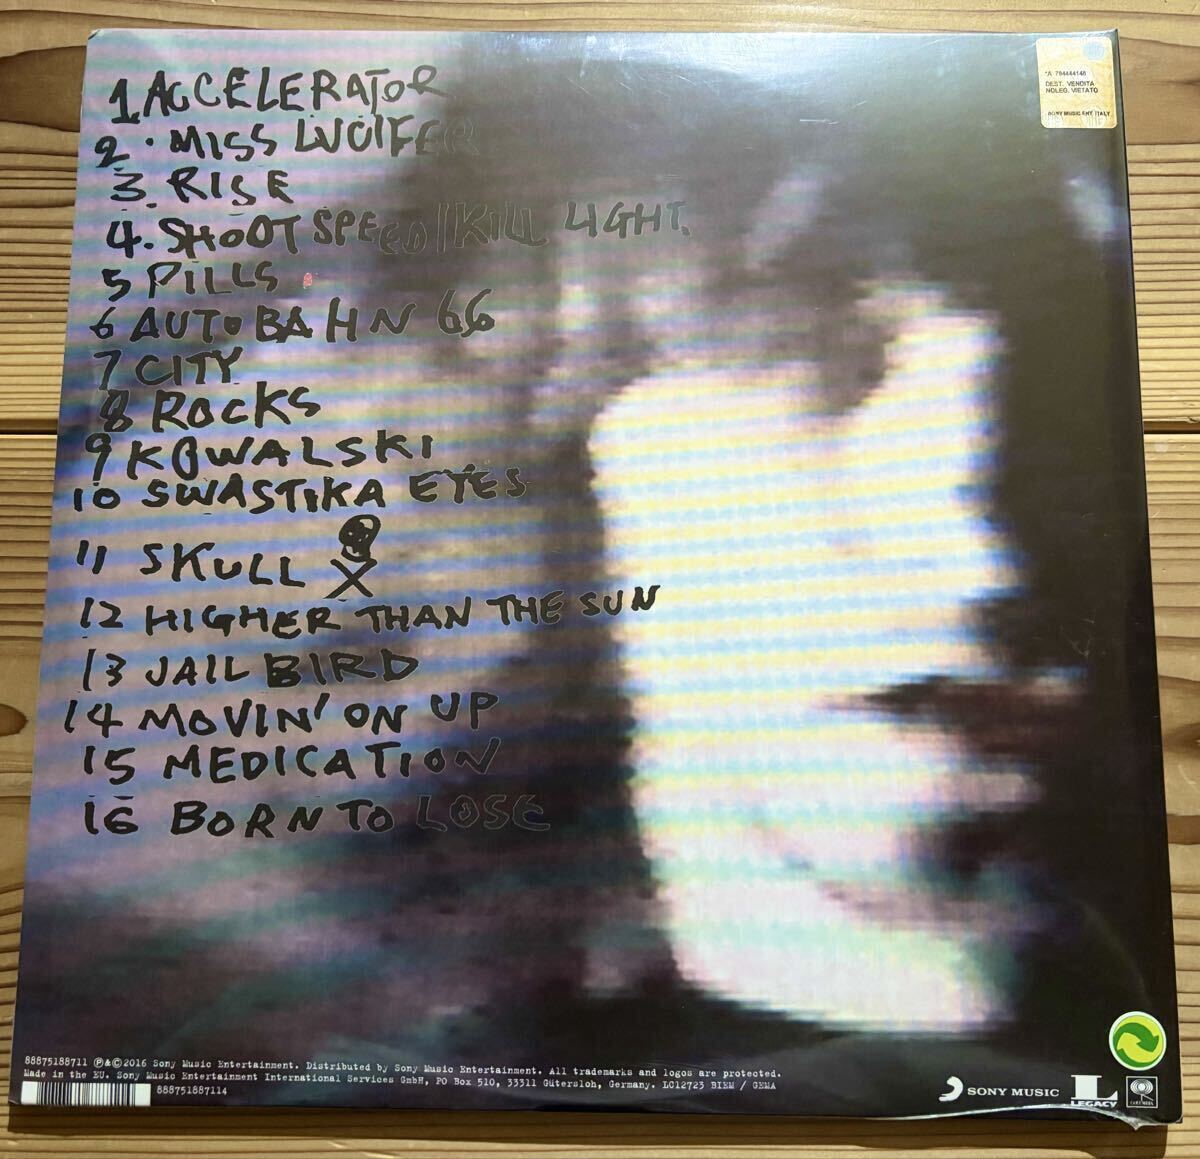 1. ACCELERATOR
2. MISS LUCIFER
3. RISE
4. SHOOT SPEED/KILL LIGHT.
5 PILLS
6 AUTOBAHN 66
7 CITY
8 ROCKS
9 KOWALSKI
10 SWASTIKA EYES
11 SKULL X
12 HIGHER THAN THE SUN
13 JAILBIRD
14 MOVIN' ON UP
15 MEDICATION
16 BORN TO LOSE
*A 784444148
DEST. VENDITA
NOLEG. VIETATO
SONY MUSIC ENT. ITALY
88875188711 ℗&©2016 Sony Music Entertainment. Distributed by Sony Music Entertainment. All trademarks and logos are protected.
Made in the EU. Sony Music Entertainment International Services GmbH, PO Box 510, 33311 Gütersloh, Germany. LC12723 BIEM / GEMA
888751887114
SONY MUSIC
L
LEGACY
COLUMBIA